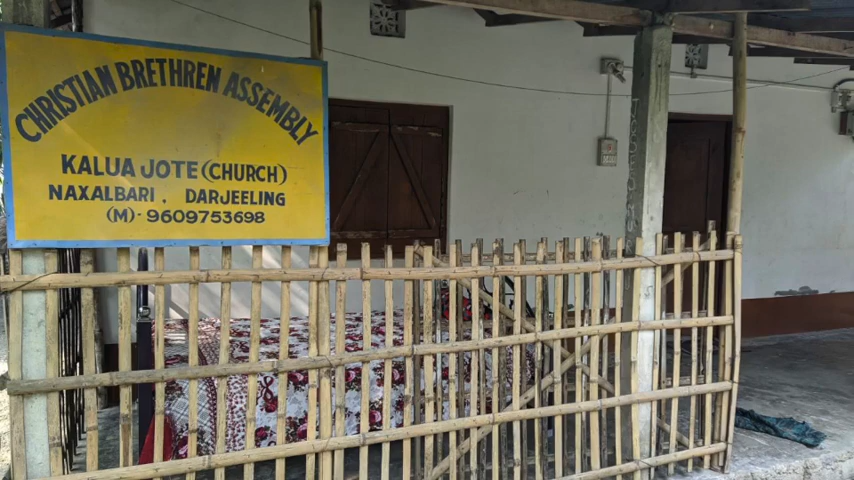 CHRISTIAN BRETHREN ASSEMBLY
KALUA JOTE (CHURCH)
NAXALBARI . DARJEELING
(M)- 9609753698